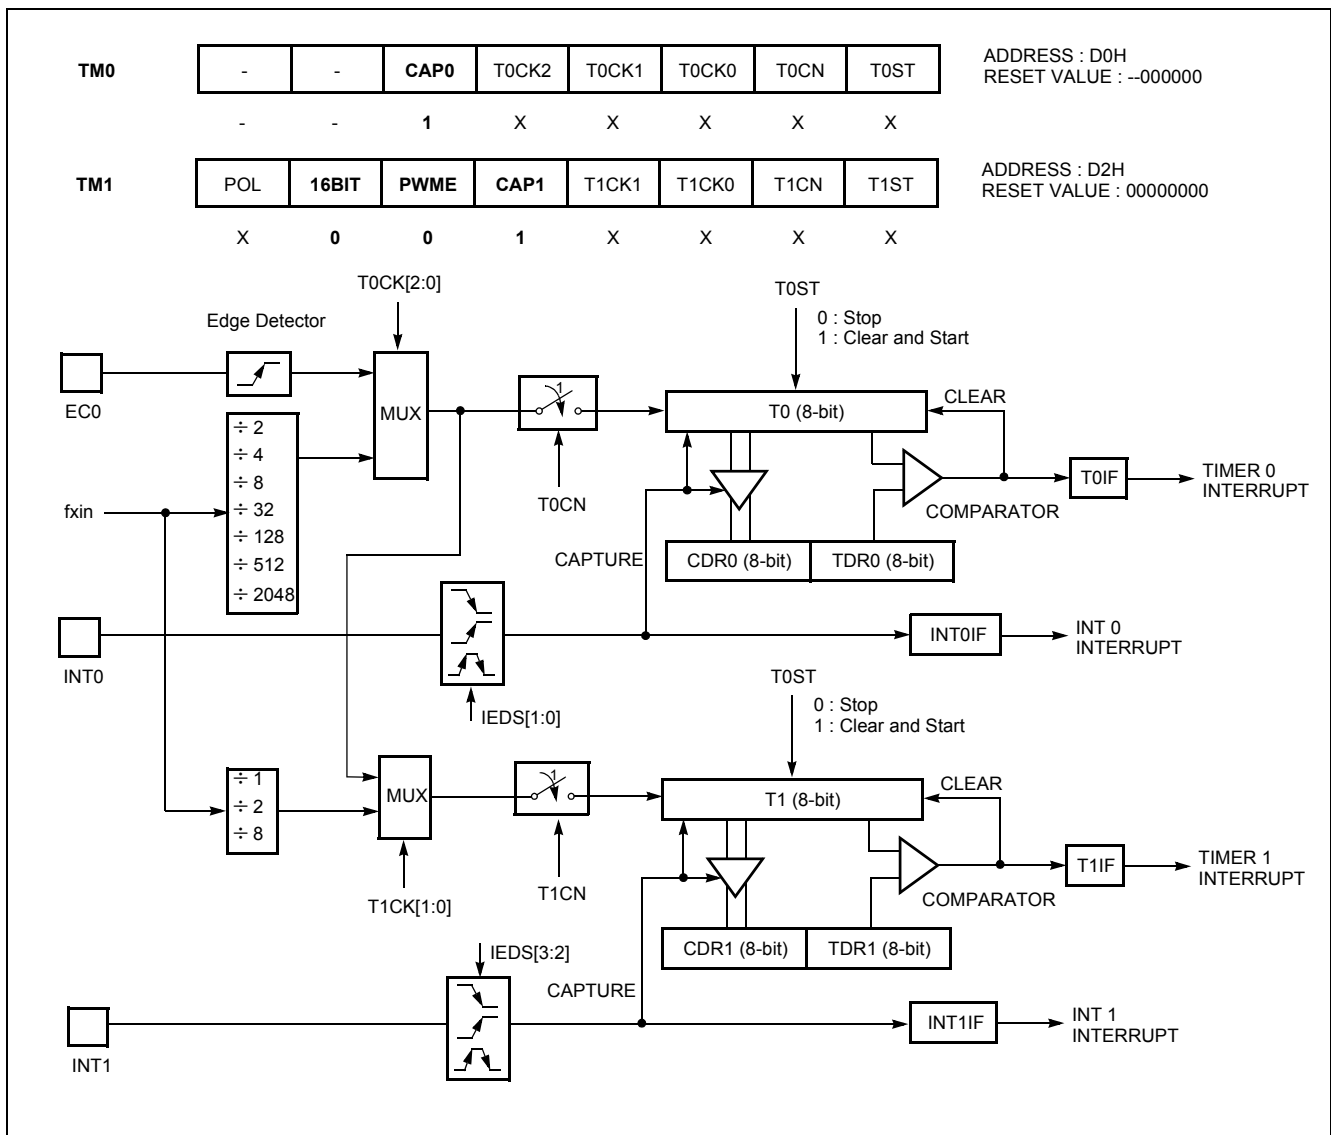 TM0 - - CAP0 T0CK2 T0CK1 T0CK0 T0CN T0ST ADDRESS : D0H
RESET VALUE : --000000
- - 1 X X X X X
TM1 POL 16BIT PWME CAP1 T1CK1 T1CK0 T1CN T1ST ADDRESS : D2H
RESET VALUE : 00000000
X 0 0 1 X X X X
T0CK[2:0]
T0ST
0 : Stop
1 : Clear and Start
Edge Detector
EC0
MUX
1
T0 (8-bit)
CLEAR
÷ 2
÷ 4
÷ 8
÷ 32
÷ 128
÷ 512
÷ 2048
fxin
T0CN
COMPARATOR
T0IF
TIMER 0
INTERRUPT
CAPTURE
CDR0 (8-bit)
TDR0 (8-bit)
INT0
INT0IF
INT 0
INTERRUPT
IEDS[1:0]
T0ST
0 : Stop
1 : Clear and Start
÷ 1
÷ 2
÷ 8
MUX
1
T1 (8-bit)
CLEAR
T1CK[1:0]
T1CN
COMPARATOR
T1IF
TIMER 1
INTERRUPT
CDR1 (8-bit)
TDR1 (8-bit)
IEDS[3:2]
CAPTURE
INT1
INT1IF
INT 1
INTERRUPT